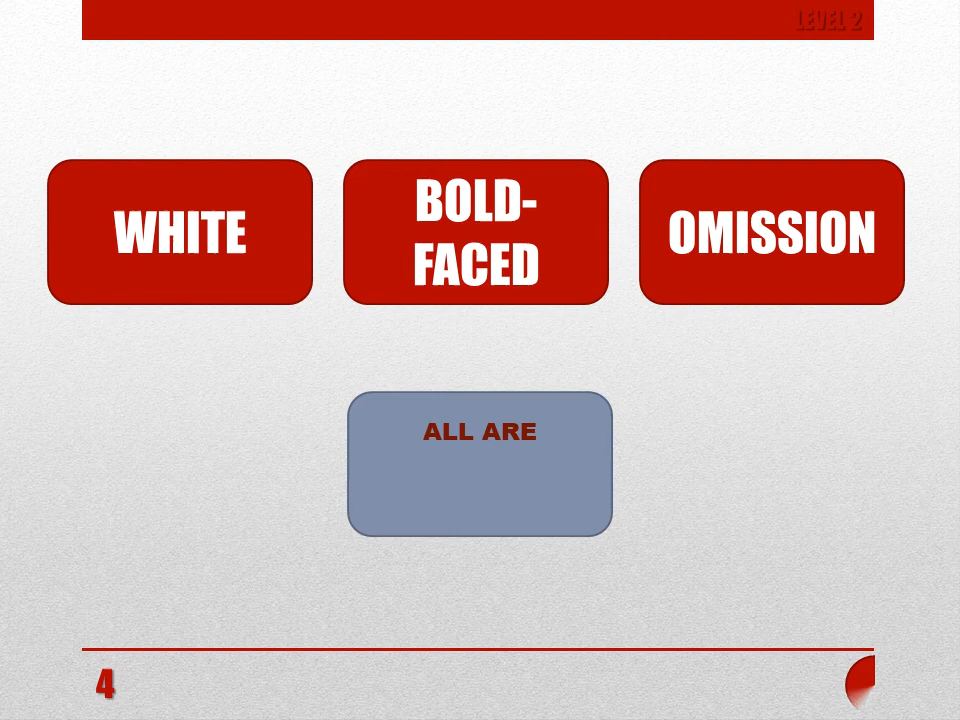 LEVEL 2
WHITE
BOLD-
FACED
OMISSION
ALL ARE
4